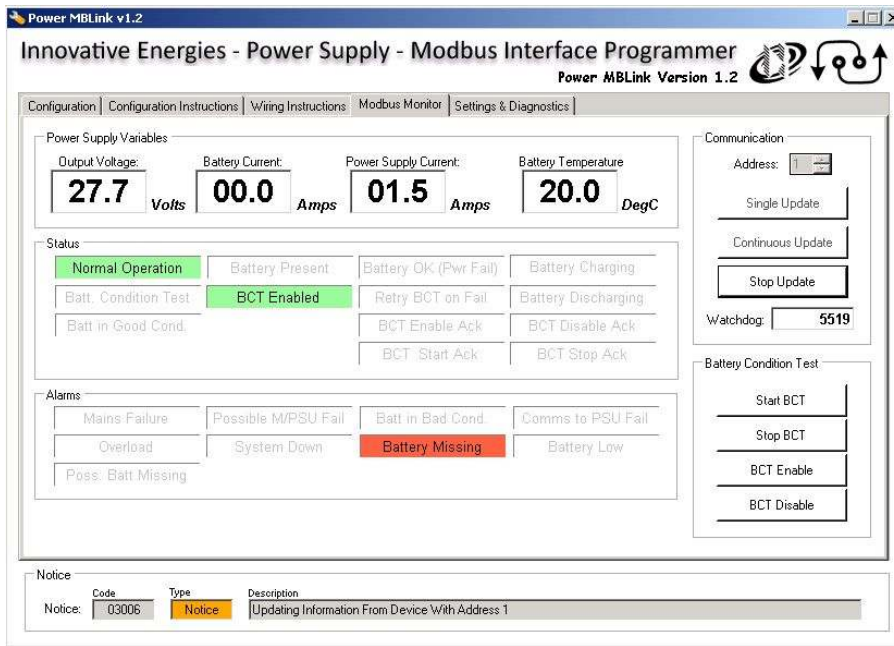 Power MBLink v1.2
Innovative Energies - Power Supply - Modbus Interface Programmer
Power MBLink Version 1.2
Configuration Configuration Instructions Wiring Instructions Modbus Monitor Settings & Diagnostics
Power Supply Variables
Output Voltage: Battery Current: Power Supply Current: Battery Temperature
27.7 Volts 00.0 Amps 01.5 Amps 20.0 DegC
Status
Normal Operation Battery Present Battery OK (Pwr Fail) Battery Charging
Batt. Condition Test BCT Enabled Retry BCT on Fail Battery Discharging
Batt in Good Cond. BCT Enable Ack BCT Disable Ack
BCT Start Ack BCT Stop Ack
Alarms
Mains Failure Possible M/PSU Fail Batt in Bad Cond. Comms to PSU Fail
Overload System Down Battery Missing Battery Low
Poss. Batt Missing
Communication
Address: 1
Single Update
Continuous Update
Stop Update
Watchdog: 5519
Battery Condition Test
Start BCT
Stop BCT
BCT Enable
BCT Disable
Notice
Code Type Description
Notice: 03006 Notice Updating Information From Device With Address 1